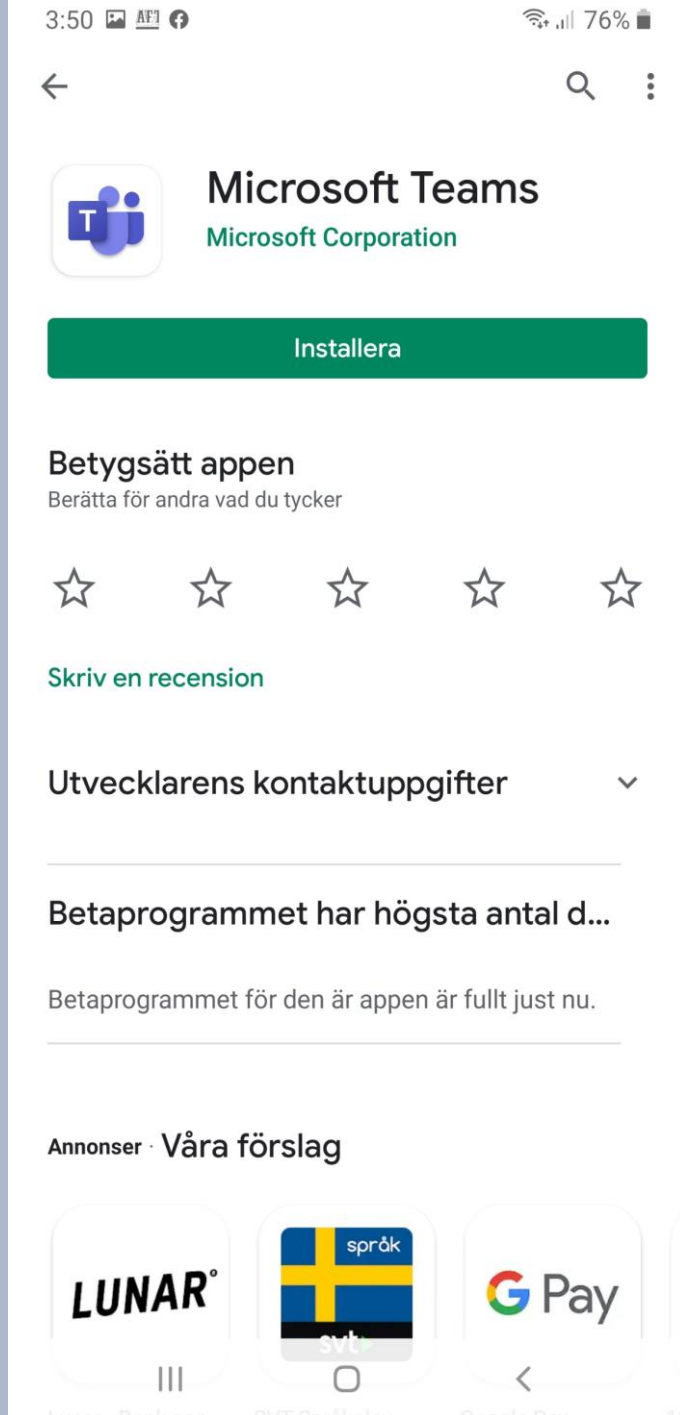 3:50 76%
Microsoft Teams
Microsoft Corporation
Installera
Betygsätt appen
Berätta för andra vad du tycker
Skriv en recension
Utvecklarens kontaktuppgifter
Betaprogrammet har högsta antal d...
Betaprogrammet för den är appen är fullt just nu.
Annonser · Våra förslag
LUNAR°
språk
svt
G Pay